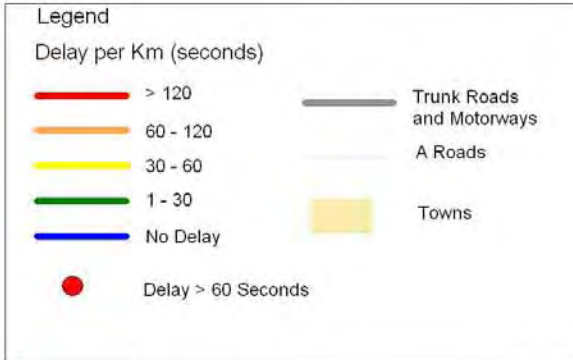 Legend
Delay per Km (seconds)
> 120
60 - 120
30 - 60
1 - 30
No Delay
Delay > 60 Seconds
Trunk Roads
and Motorways
A Roads
Towns